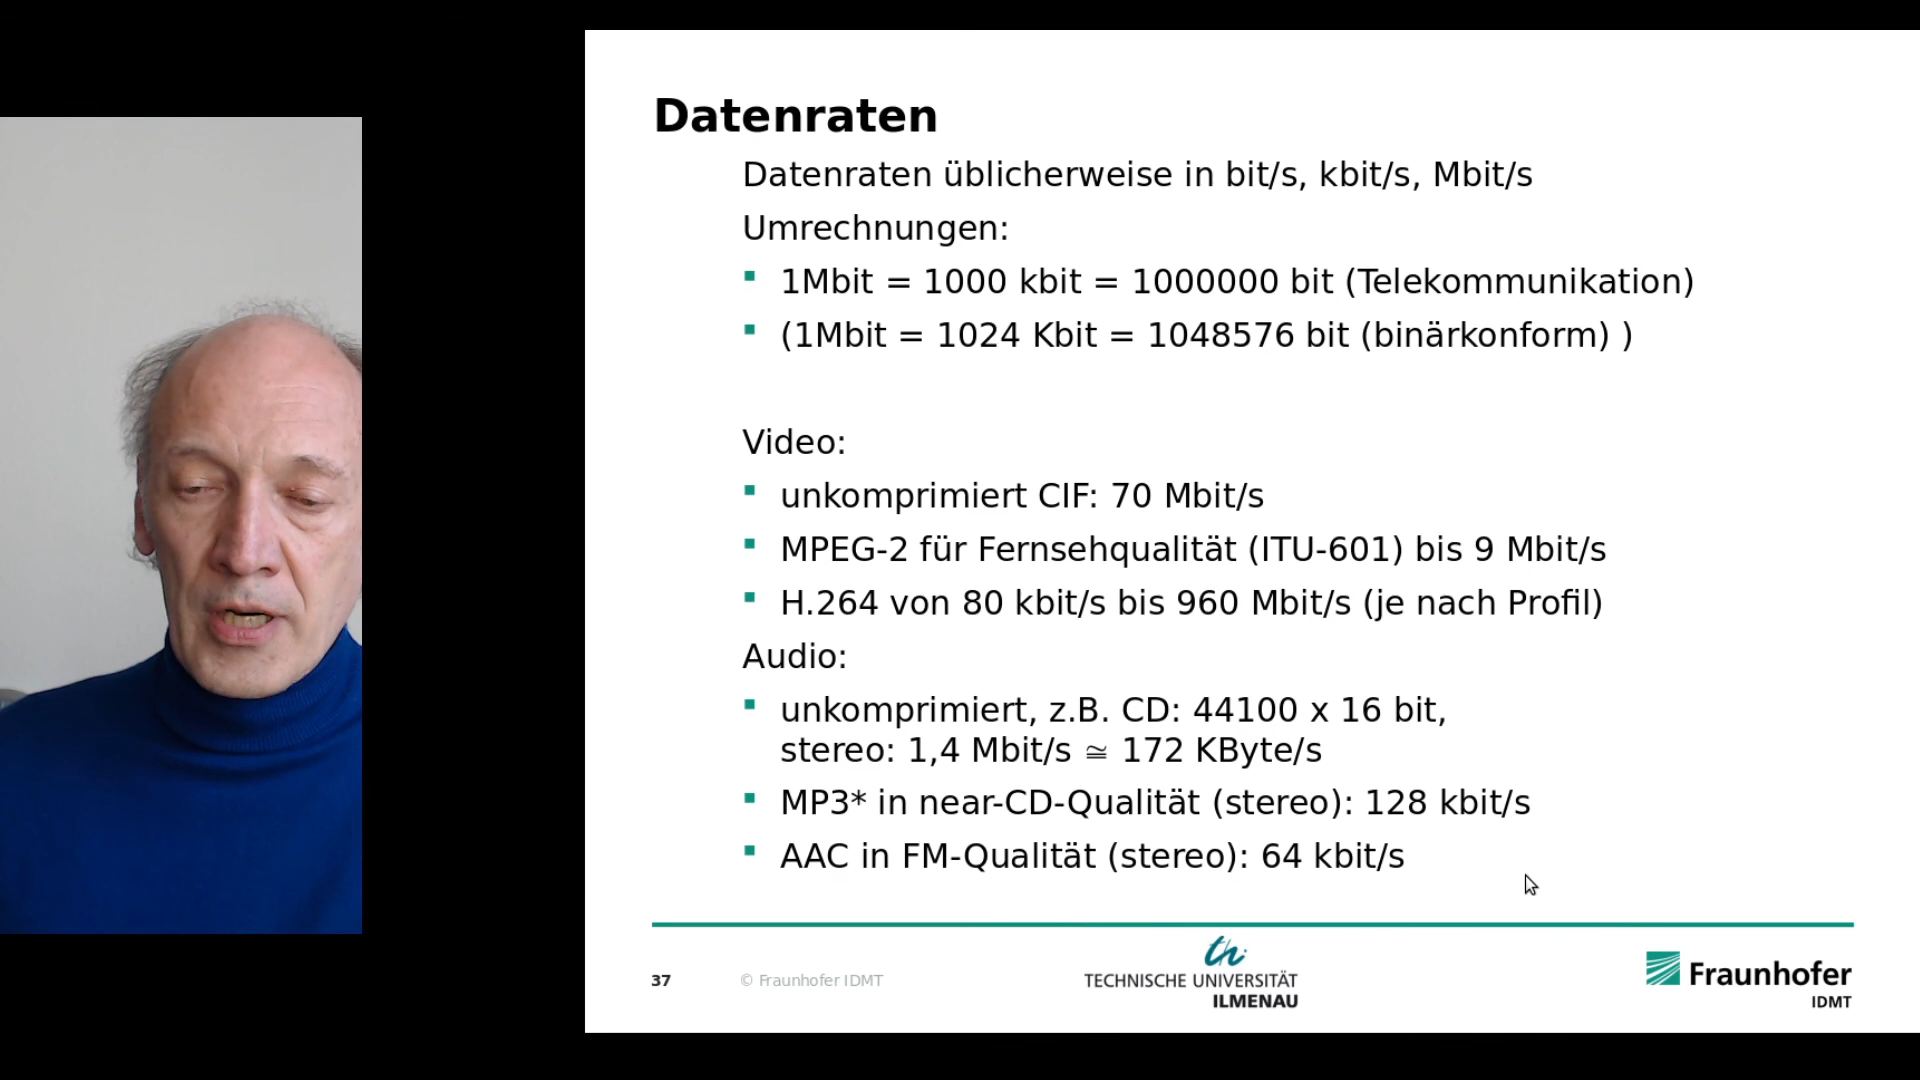 Datenraten
Datenraten üblicherweise in bit/s, kbit/s, Mbit/s
Umrechnungen:
▪ 1Mbit = 1000 kbit = 1000000 bit (Telekommunikation)
▪ (1Mbit = 1024 Kbit = 1048576 bit (binärkonform) )
Video:
▪ unkomprimiert CIF: 70 Mbit/s
▪ MPEG-2 für Fernsehqualität (ITU-601) bis 9 Mbit/s
▪ H.264 von 80 kbit/s bis 960 Mbit/s (je nach Profil)
Audio:
▪ unkomprimiert, z.B. CD: 44100 x 16 bit,
stereo: 1,4 Mbit/s ≅ 172 KByte/s
▪ MP3* in near-CD-Qualität (stereo): 128 kbit/s
▪ AAC in FM-Qualität (stereo): 64 kbit/s
37
© Fraunhofer IDMT
th
TECHNISCHE UNIVERSITÄT
ILMENAU
Fraunhofer
IDMT